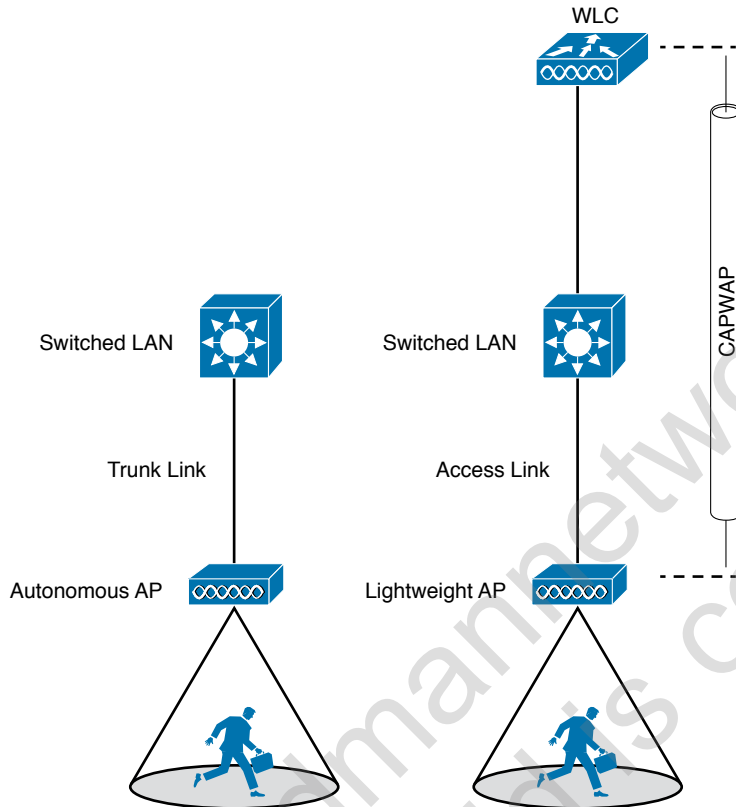 WLC
Switched LAN
Switched LAN
CAPWAP
Trunk Link
Access Link
Autonomous AP
Lightweight AP